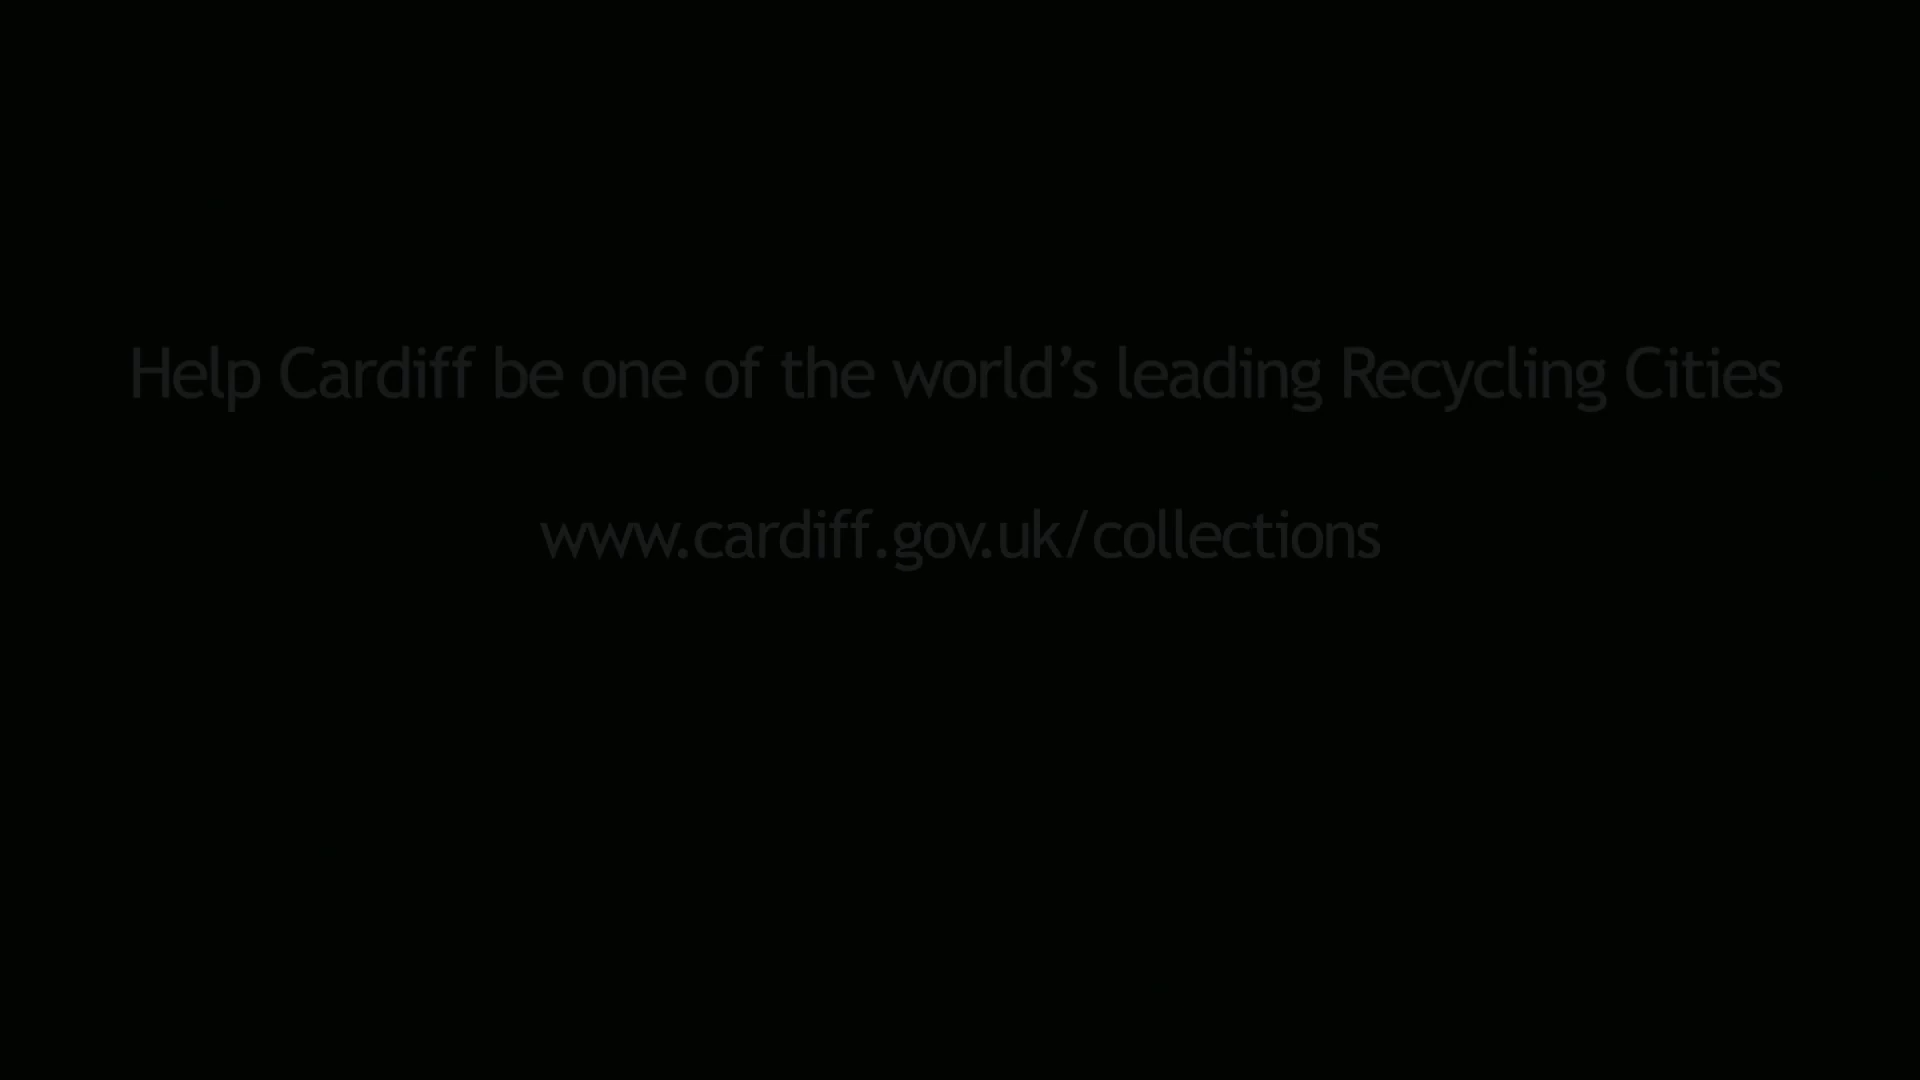 Help Cardiff be one of the world’s leading Recycling Cities
www.cardiff.gov.uk/collections